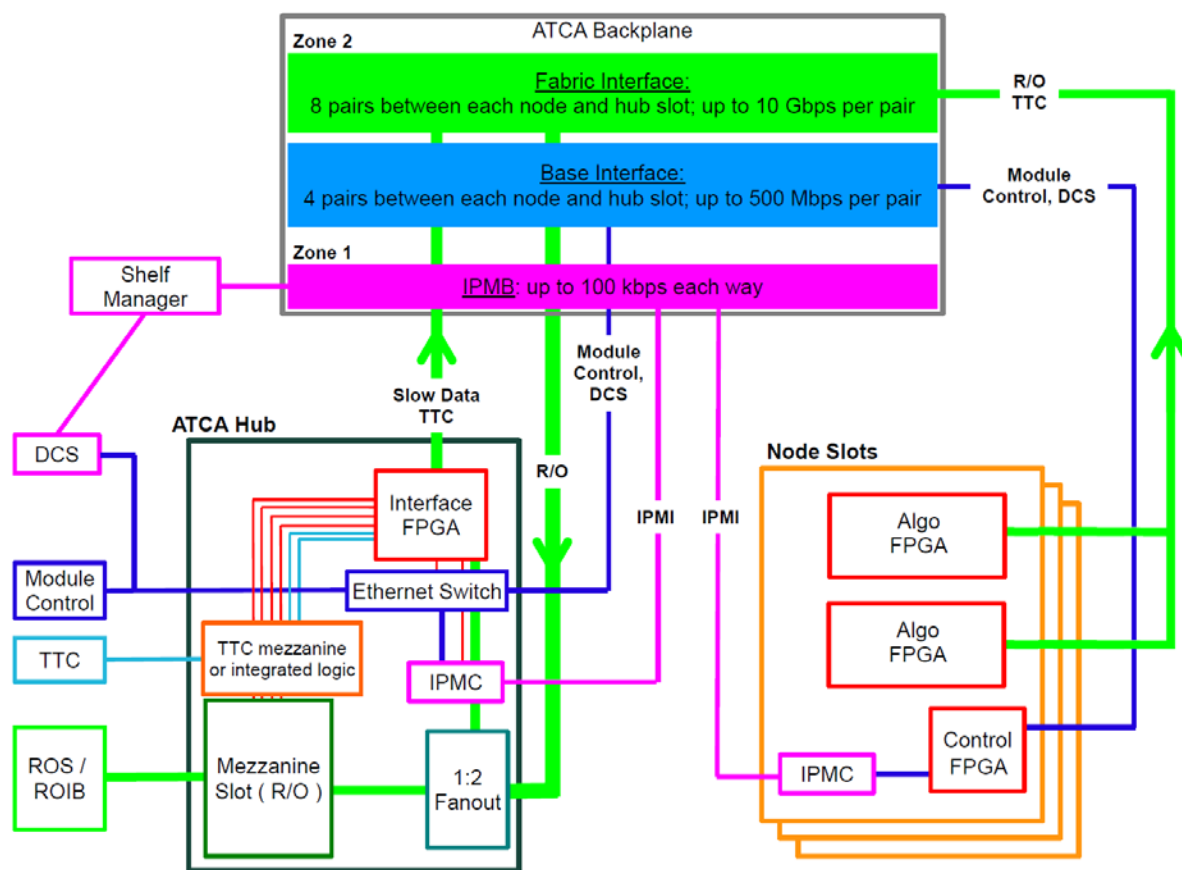 ATCA Backplane
Zone 2
Fabric Interface:
8 pairs between each node and hub slot; up to 10 Gbps per pair
R/O
TTC
Base Interface:
4 pairs between each node and hub slot; up to 500 Mbps per pair
Module
Control, DCS
Zone 1
IPMB: up to 100 kbps each way
Shelf
Manager
Module
Control,
DCS
Slow Data
TTC
ATCA Hub
DCS
R/O
Node Slots
Interface
FPGA
IPMI
IPMI
Algo
FPGA
Module
Control
Ethernet Switch
TTC
TTC mezzanine
or integrated logic
Algo
FPGA
IPMC
ROS /
ROIB
Mezzanine
Slot ( R/O )
1:2
Fanout
IPMC
Control
FPGA